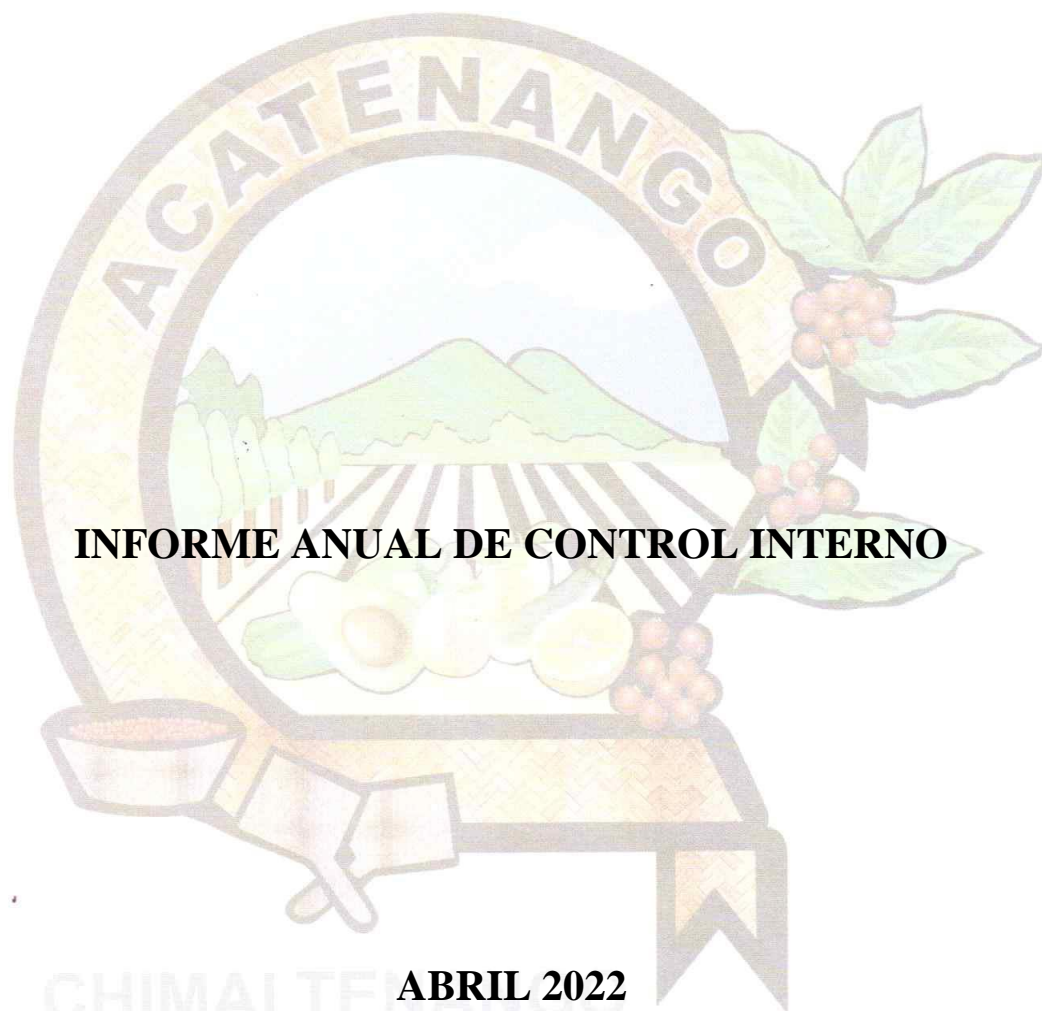 ACATENANGO
INFORME ANUAL DE CONTROL INTERNO
CHIMALTENANGO
ABRIL 2022